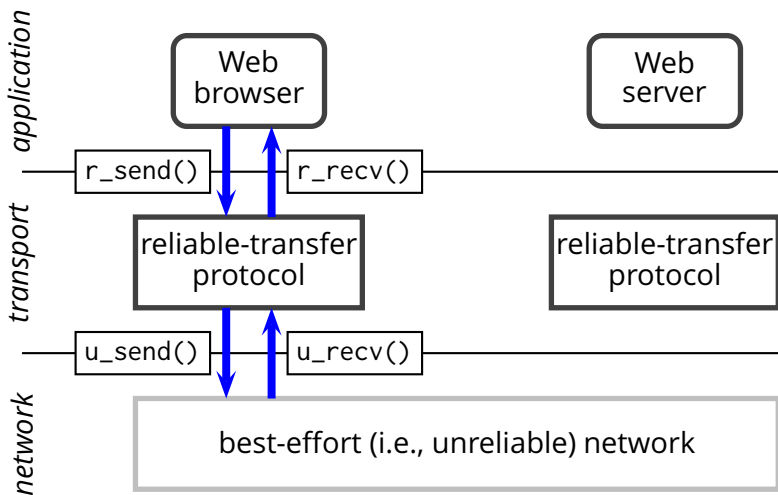 application
Web
browser
Web
server
r_send()
r_recv()
transport
reliable-transfer
protocol
reliable-transfer
protocol
u_send()
u_recv()
network
best-effort (i.e., unreliable) network